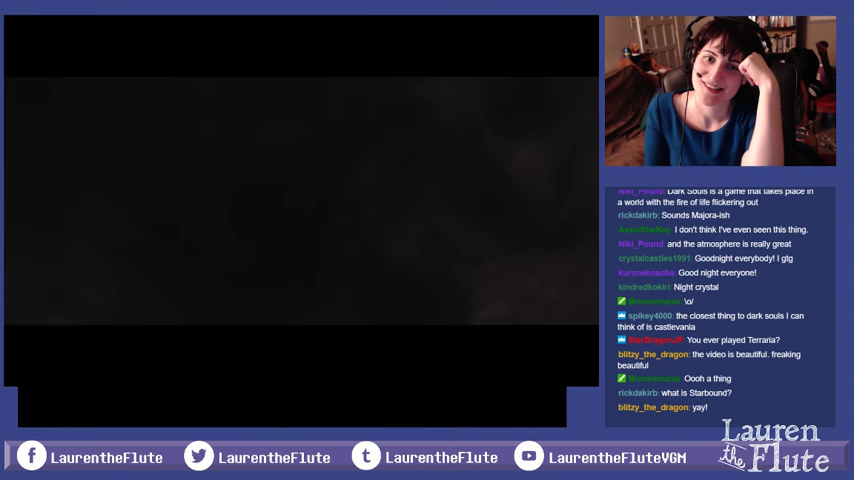 Niki_Pound: Dark Souls is a game that takes place in
a world with the fire of life flickering out
rickdakirb: Sounds Majora-ish
AxeoftheKey: I don't think I've even seen this thing.
Niki_Pound: and the atmosphere is really great
crystalcastles1991: Goodnight everybody! I gtg
kuronekoaoba: Good night everyone!
kindredkokiri: Night crystal
Brennemania: \o/
spikey4000: the closest thing to dark souls I can
think of is castlevania
StarDragonJP: You ever played Terraria?
blitzy_the_dragon: the video is beautiful. freaking
beautiful
Brennemania: Oooh a thing
rickdakirb: what is Starbound?
blitzy_the_dragon: yay!
Lauren
the Flute
f LaurentheFlute
LaurentheFlute
t LaurentheFlute
LaurentheFluteVGM